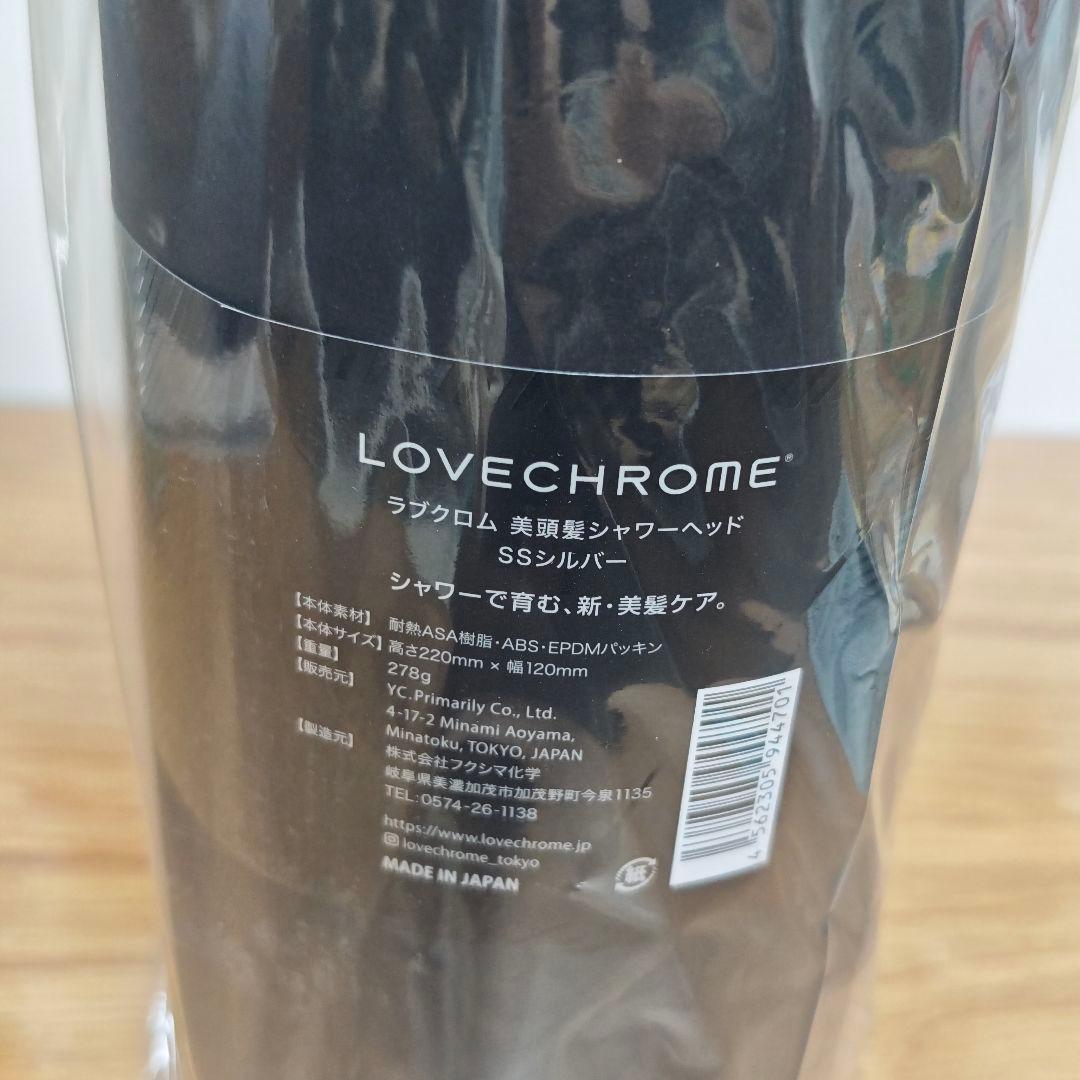 LOVECHROME®
ラブクロム 美頭髪シャワーヘッド
SSシルバー
シャワーで育む、新・美髪ケア。
【本体素材】 耐熱ASA樹脂・ABS・EPDMパッキン
【本体サイズ】 高さ220mm × 幅120mm
【重量】 278g
【販売元】 YC.Primarily Co., Ltd.
4-17-2 Minami Aoyama,
Minatoku, TOKYO, JAPAN
【製造元】 株式会社フクシマ化学
岐阜県美濃加茂市加茂野町今泉1135
TEL:0574-26-1138
https://www.lovechrome.jp
lovechrome_tokyo
MADE IN JAPAN
紙
4 562305 944701